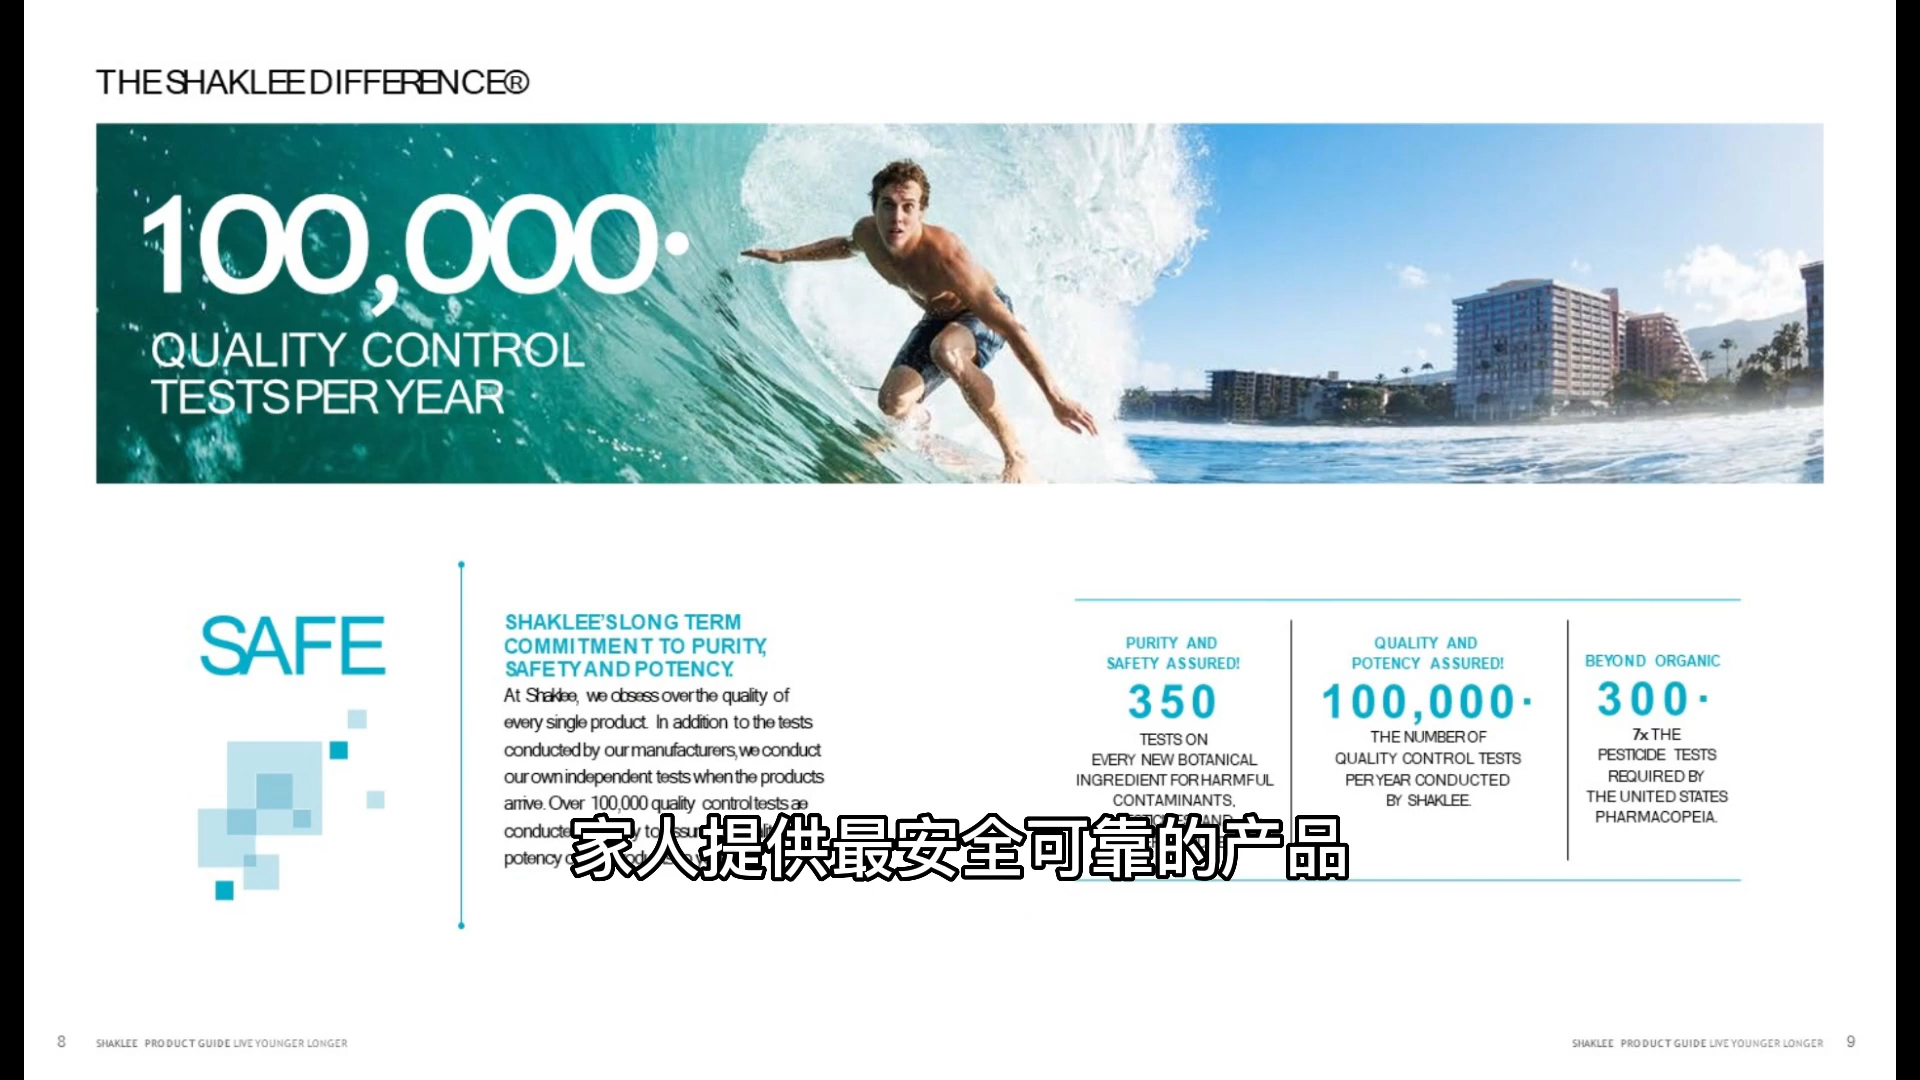 THE SHAKLEE DIFFERENCE®
100,000·
QUALITY CONTROL
TESTS PER YEAR
SAFE
SHAKLEE'S LONG TERM
COMMITMENT TO PURITY,
SAFETY AND POTENCY.
At Shaklee, we obsess over the quality of
every single product. In addition to the tests
conducted by our manufacturers, we conduct
our own independent tests when the products
arrive. Over 100,000 quality control tests are
potency
PURITY AND
SAFETY ASSURED!
350
TESTS ON
EVERY NEW BOTANICAL
INGREDIENT FOR HARMFUL
CONTAMINANTS,
QUALITY AND
POTENCY ASSURED!
100,000·
THE NUMBER OF
QUALITY CONTROL TESTS
PER YEAR CONDUCTED
BY SHAKLEE.
BEYOND ORGANIC
300·
7x THE
PESTICIDE TESTS
REQUIRED BY
THE UNITED STATES
PHARMACOPEIA.
家人提供最安全可靠的产品
8 SHAKLEE PRODUCT GUIDE LIVE YOUNGER LONGER
SHAKLEE PRODUCT GUIDE LIVE YOUNGER LONGER 9